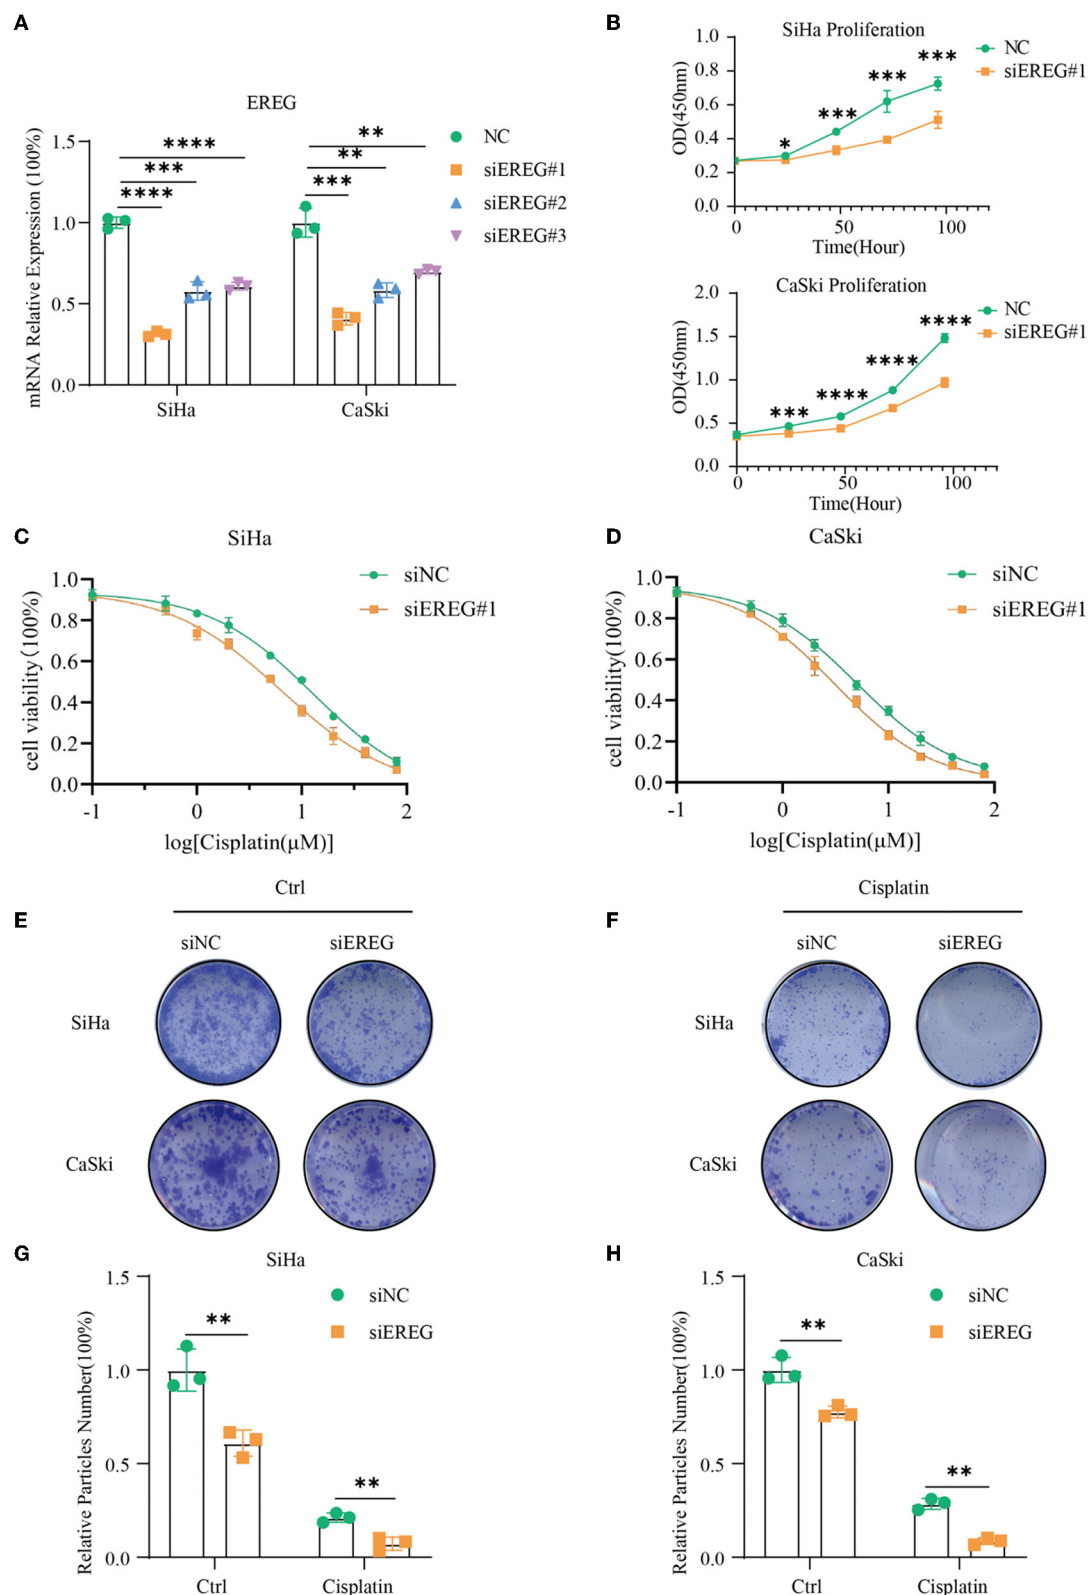 A
EREG
mRNA Relative Expression (100%)
1.5
1.0
0.5
0.0
****
***
****
**
**
***
NC
siEREG#1
siEREG#2
siEREG#3
SiHa
CaSki
B
SiHa Proliferation
OD(450nm)
1.0
0.8
0.6
0.4
0.2
0.0
*
***
***
***
NC
siEREG#1
0
50
100
Time(Hour)
CaSki Proliferation
OD(450nm)
2.0
1.5
1.0
0.5
0.0
***
****
****
****
NC
siEREG#1
0
50
100
Time(Hour)
C
SiHa
cell viability(100%)
1.0
0.8
0.6
0.4
0.2
0.0
siNC
siEREG#1
-1
0
1
2
log[Cisplatin(μM)]
D
CaSki
cell viability(100%)
1.0
0.8
0.6
0.4
0.2
0.0
siNC
siEREG#1
-1
0
1
2
log[Cisplatin(μM)]
E
Ctrl
siNC
siEREG
SiHa
CaSki
F
Cisplatin
siNC
siEREG
SiHa
CaSki
G
SiHa
Relative Particles Number(100%)
1.5
1.0
0.5
0.0
**
**
siNC
siEREG
Ctrl
Cisplatin
H
CaSki
Relative Particles Number(100%)
1.5
1.0
0.5
0.0
**
**
siNC
siEREG
Ctrl
Cisplatin